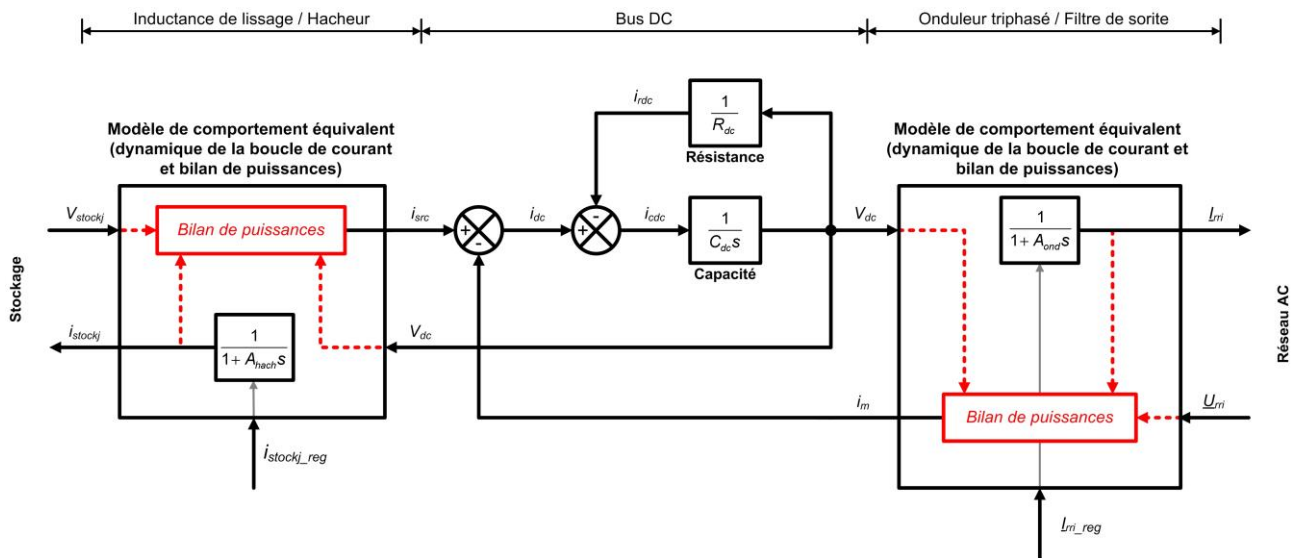 Inductance de lissage / Hacheur
Bus DC
Onduleur triphasé / Filtre de sorite
Modèle de comportement équivalent
(dynamique de la boucle de courant
et bilan de puissances)
i_rdc
1
R_dc
Résistance
Modèle de comportement équivalent
(dynamique de la boucle de courant et
bilan de puissances)
Stockage
V_stockj
Bilan de puissances
i_src
+
-
i_dc
-
+
i_cdc
1
C_dc s
Capacité
V_dc
1
1+ A_ond s
I_rri
i_stockj
1
1+ A_hach s
V_dc
Réseau AC
i_m
Bilan de puissances
U_rri
i_stockj_reg
I_rri_reg